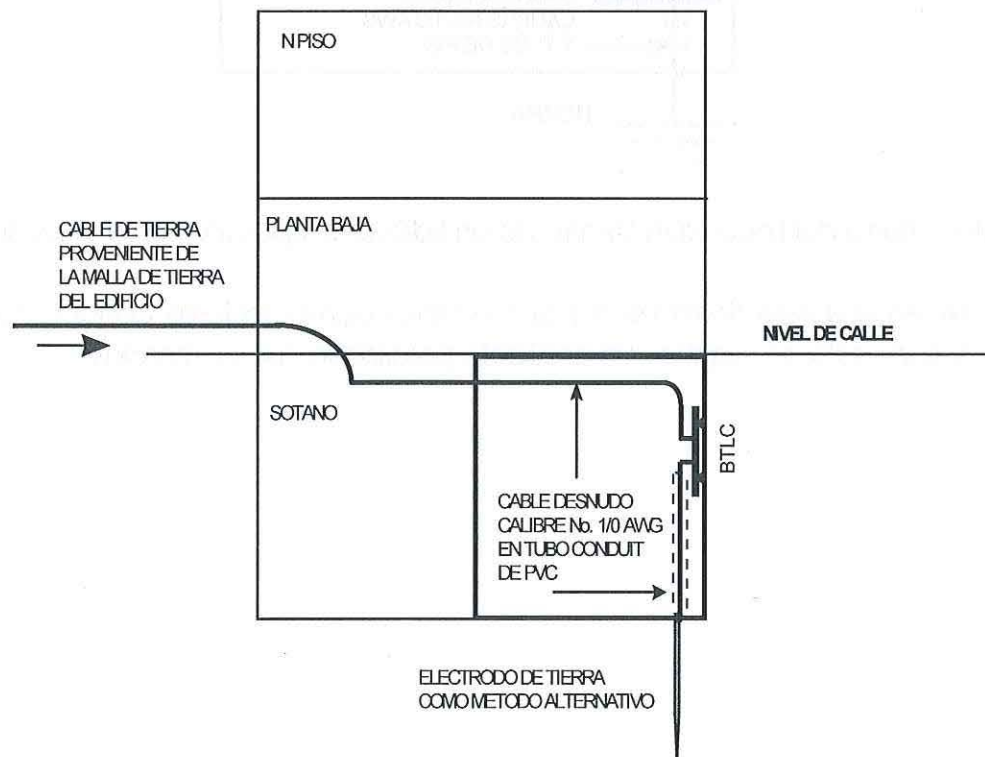 N PISO
PLANTA BAJA
CABLE DE TIERRA
PROVENIENTE DE
LA MALLA DE TIERRA
DEL EDIFICIO
NIVEL DE CALLE
SOTANO
BTLC
CABLE DESNUDO
CALIBRE No. 1/0 AWG
EN TUBO CONDUIT
DE PVC
ELECTRODO DE TIERRA
COMO METODO ALTERNATIVO